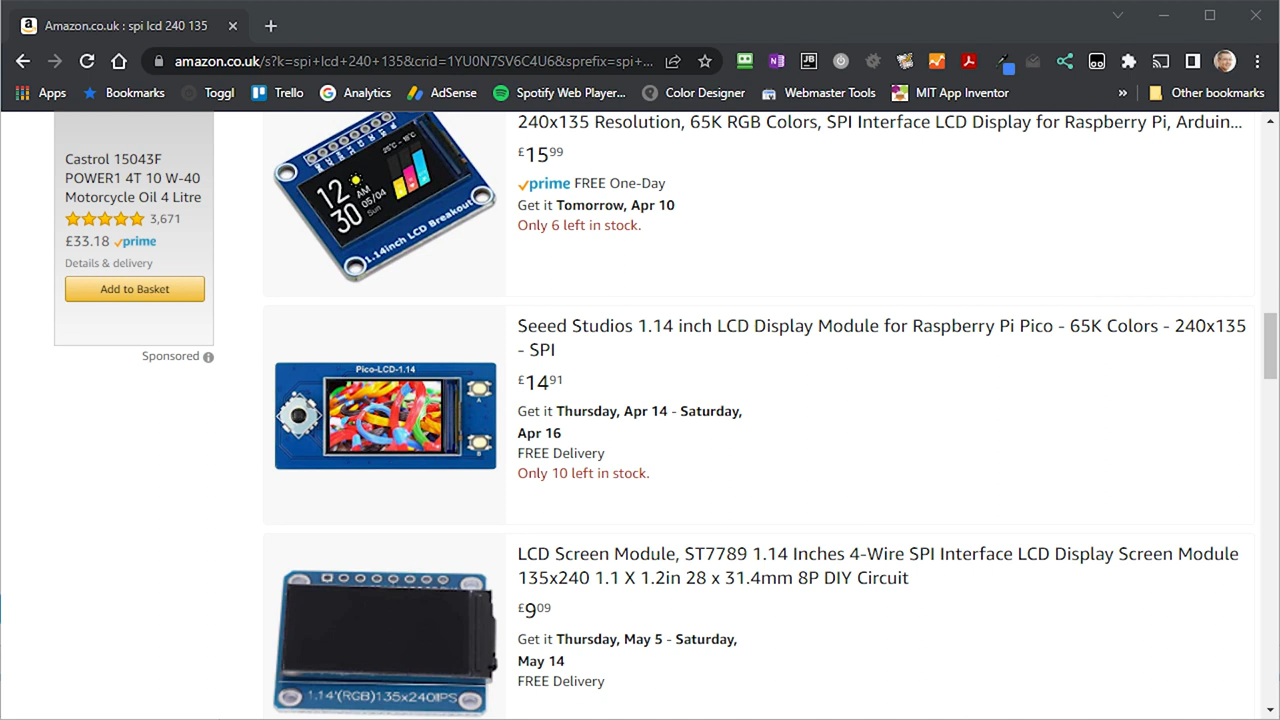 Amazon.co.uk : spi lcd 240 135
amazon.co.uk/s?k=spi+lcd+240+135&crid=1YU0N7SV6C4U6&sprefix=spi+...
Apps Bookmarks Toggl Trello Analytics AdSense Spotify Web Player... Color Designer Webmaster Tools MIT App Inventor » Other bookmarks
Castrol 15043F
POWER1 4T 10 W-40
Motorcycle Oil 4 Litre
3,671
£33.18 prime
Details & delivery
Add to Basket
Sponsored
12 AM
30 05/04
Sun
25°C - 15°C
1.14inch LCD Breakout
240x135 Resolution, 65K RGB Colors, SPI Interface LCD Display for Raspberry Pi, Arduin...
£15.99
prime FREE One-Day
Get it Tomorrow, Apr 10
Only 6 left in stock.
Pico-LCD-1.14
A
B
Seeed Studios 1.14 inch LCD Display Module for Raspberry Pi Pico - 65K Colors - 240x135
- SPI
£14.91
Get it Thursday, Apr 14 - Saturday,
Apr 16
FREE Delivery
Only 10 left in stock.
1.14'(RGB)135x240IPS
LCD Screen Module, ST7789 1.14 Inches 4-Wire SPI Interface LCD Display Screen Module
135x240 1.1 X 1.2in 28 x 31.4mm 8P DIY Circuit
£9.09
Get it Thursday, May 5 - Saturday,
May 14
FREE Delivery